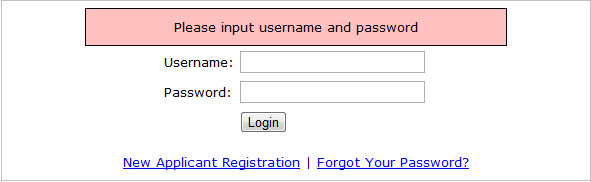 Please input username and password
Username:
Password:
Login
New Applicant Registration | Forgot Your Password?